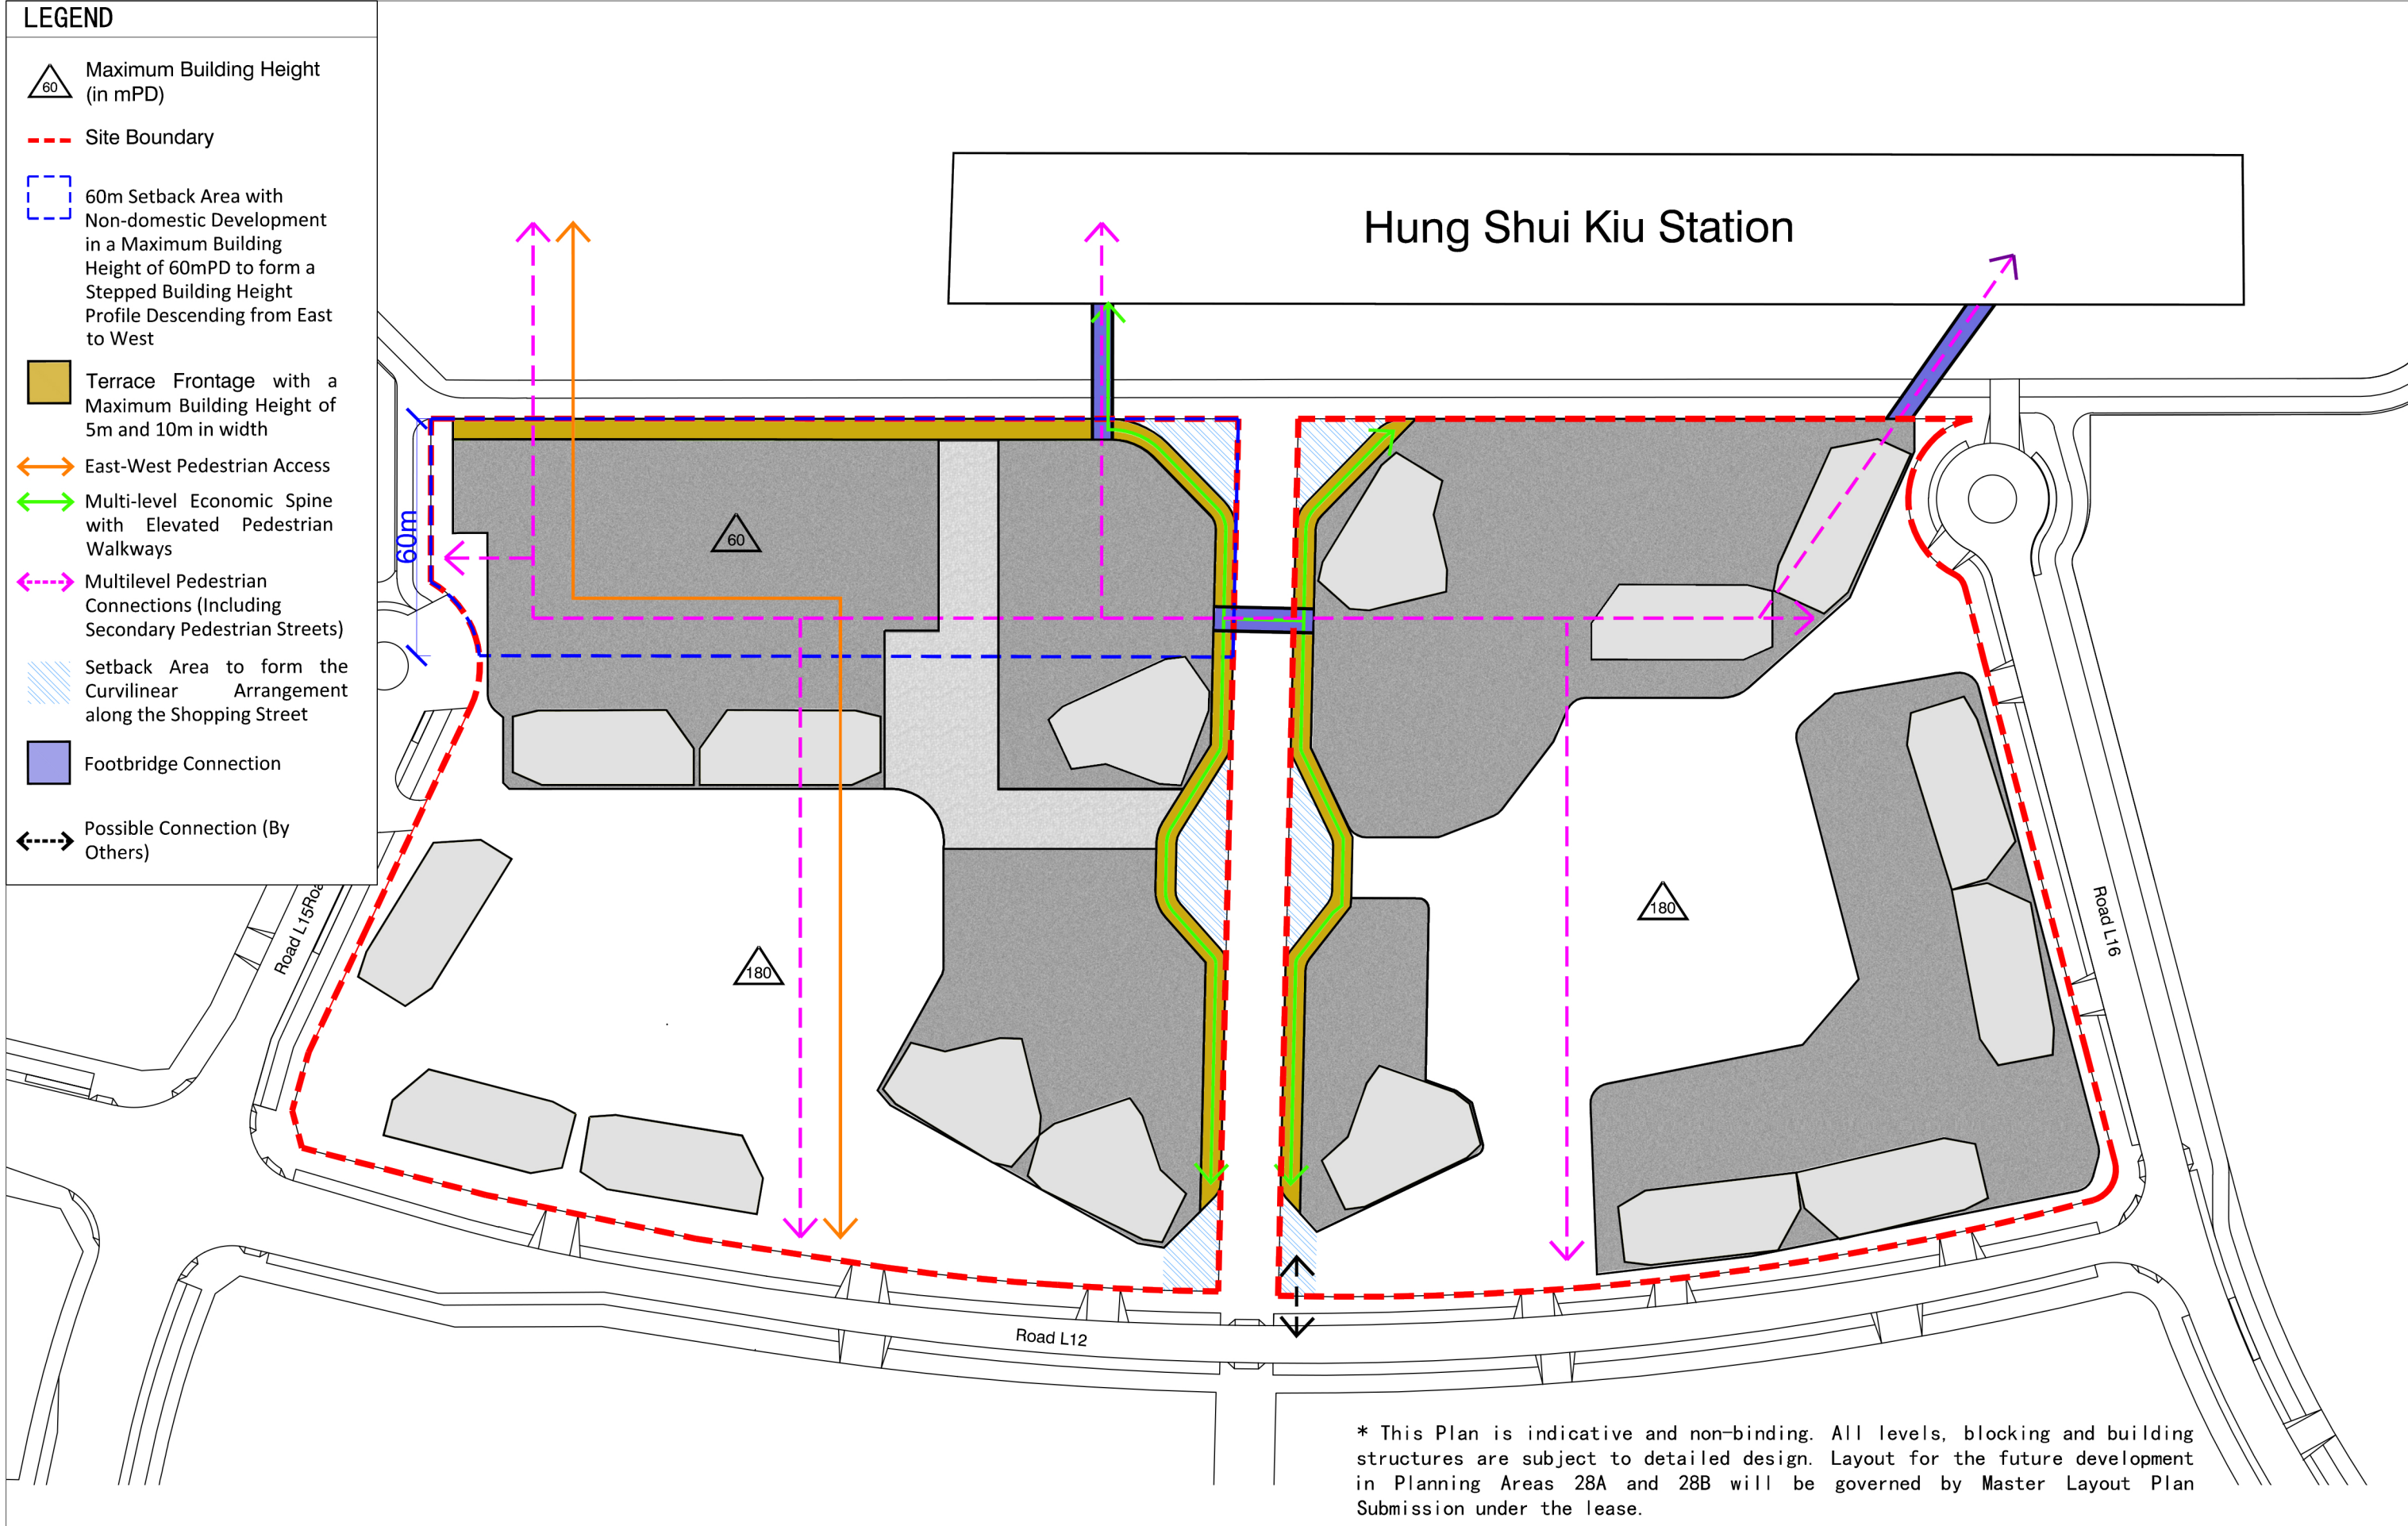 LEGEND
60
Maximum Building Height
(in mPD)
Site Boundary
60m Setback Area with
Non-domestic Development
in a Maximum Building
Height of 60mPD to form a
Stepped Building Height
Profile Descending from East
to West
Terrace Frontage with a
Maximum Building Height of
5m and 10m in width
East-West Pedestrian Access
Multi-level Economic Spine
with Elevated Pedestrian
Walkways
Multilevel Pedestrian
Connections (Including
Secondary Pedestrian Streets)
Setback Area to form the
Curvilinear Arrangement
along the Shopping Street
Footbridge Connection
Possible Connection (By
Others)
Hung Shui Kiu Station
60m
60
180
180
Road L15
Road L16
Road L12
* This Plan is indicative and non-binding. All levels, blocking and building
structures are subject to detailed design. Layout for the future development
in Planning Areas 28A and 28B will be governed by Master Layout Plan
Submission under the lease.